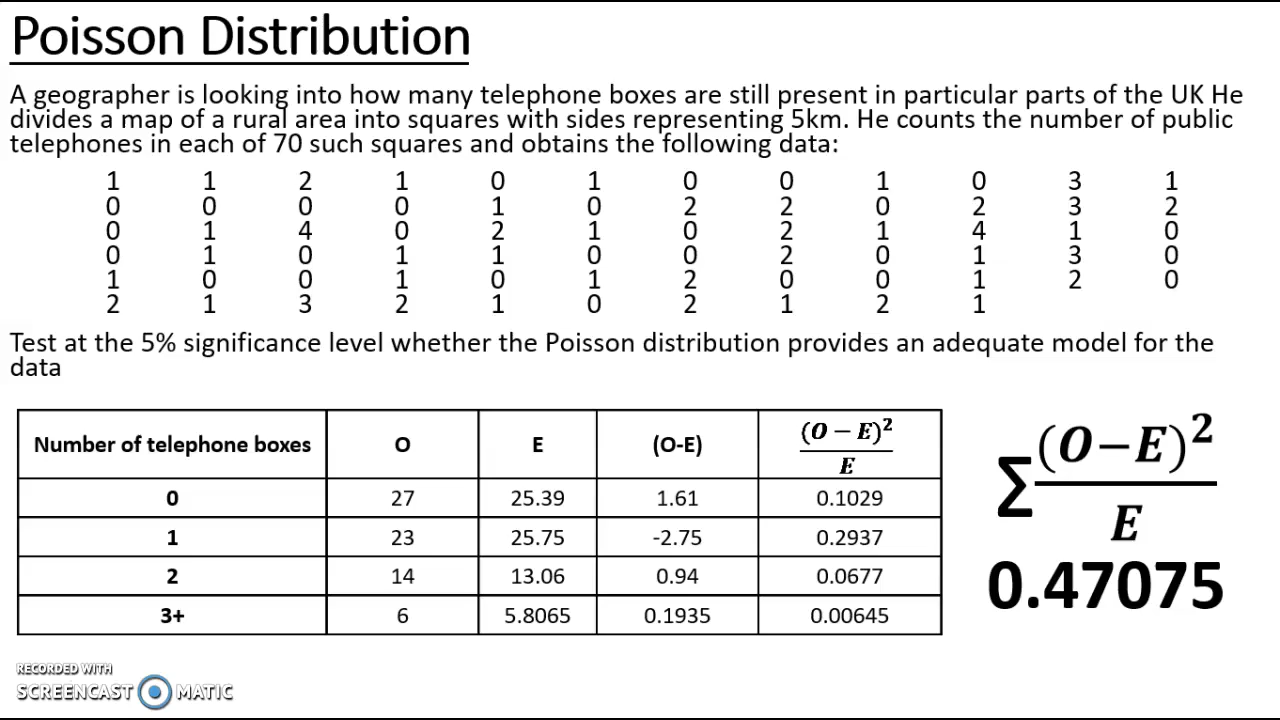 Poisson Distribution
A geographer is looking into how many telephone boxes are still present in particular parts of the UK He
divides a map of a rural area into squares with sides representing 5km. He counts the number of public
telephones in each of 70 such squares and obtains the following data:
1 1 2 1 0 1 0 0 1 0 3 1
0 0 0 0 1 0 2 2 0 2 3 2
0 1 4 0 2 1 0 2 1 4 1 0
0 1 0 1 1 0 0 2 0 1 3 0
1 0 0 1 0 1 2 0 0 1 2 0
2 1 3 2 1 0 2 1 2 1
Test at the 5% significance level whether the Poisson distribution provides an adequate model for the
data
Number of telephone boxes O E (O-E) (O − E)²/E
0 27 25.39 1.61 0.1029
1 23 25.75 -2.75 0.2937
2 14 13.06 0.94 0.0677
3+ 6 5.8065 0.1935 0.00645
∑ (O−E)²/E
0.47075
RECORDED WITH
SCREENCAST MATIC